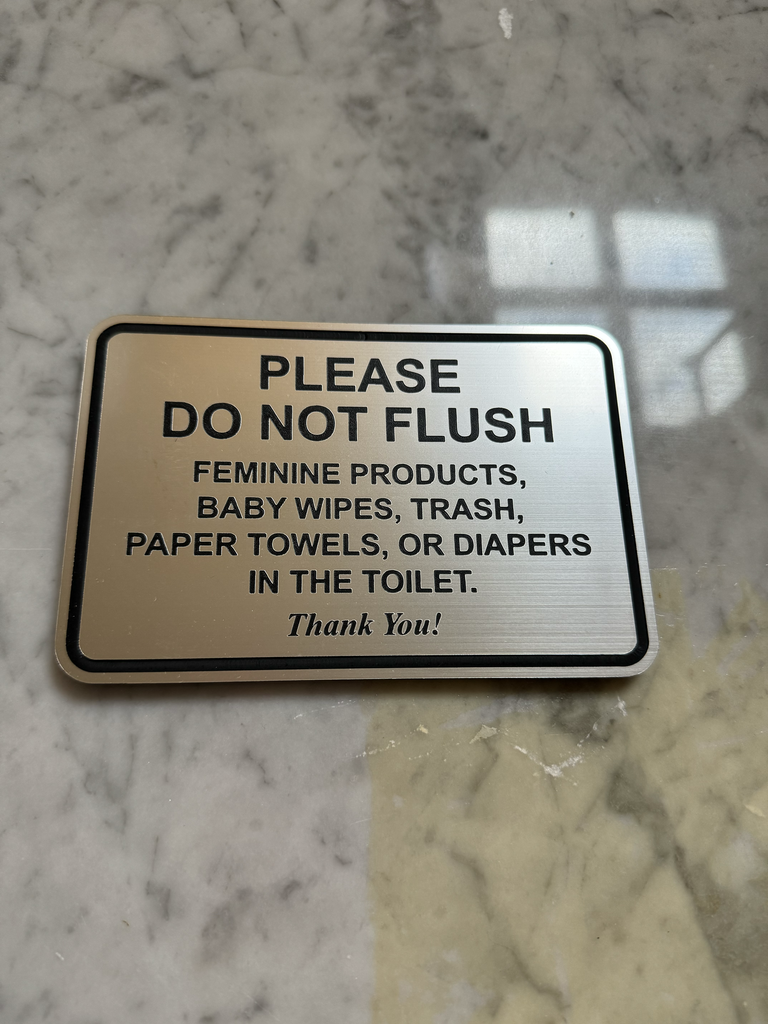 PLEASE
DO NOT FLUSH
FEMININE PRODUCTS,
BABY WIPES, TRASH,
PAPER TOWELS, OR DIAPERS
IN THE TOILET.
Thank You!